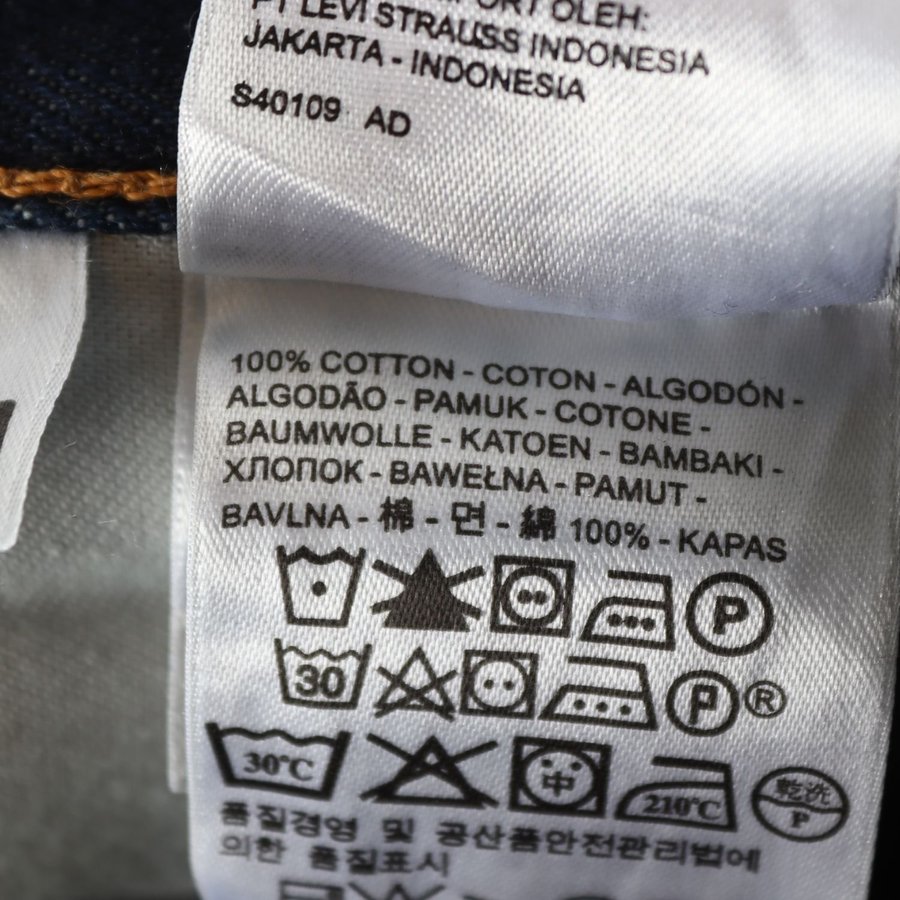 OLEH:
PT LEVI STRAUSS INDONESIA
JAKARTA - INDONESIA
S40109 AD
100% COTTON - COTON - ALGODÓN -
ALGODÃO - PAMUK - COTONE -
BAUMWOLLE - KATOEN - BAMBAKI -
ХЛОПОК - BAWEŁNA - PAMUT -
BAVLNA - 棉 - 면 - 綿 100% - KAPAS
P
30 P ®
30℃ 中 210℃ 乾洗 P
품질경영 및 공산품안전관리법에
의한 품질표시